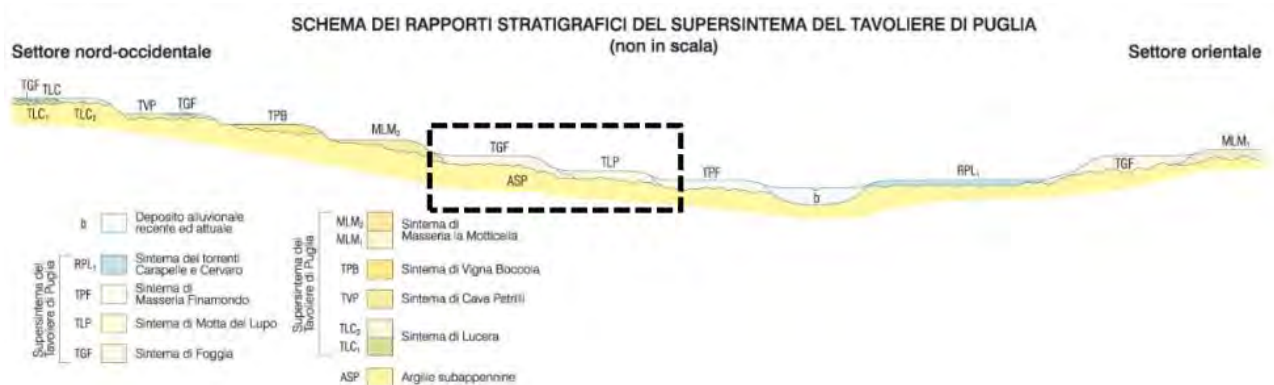 SCHEMA DEI RAPPORTI STRATIGRAFICI DEL SUPERSINTEMA DEL TAVOLIERE DI PUGLIA
(non in scala)
Settore nord-occidentale
Settore orientale
TGF TLC
TLC₁ TLC₂
TVP
TGF
TPB
MLM₂
TGF
ASP
TLP
TPF
b
RPL₁
TGF
MLM₁
b Deposito alluvionale
recente ed attuale
Supersintema del
Tavoliere di Puglia
RPL₁ Sintema dei torrenti
Carapelle e Cervaro
TPF Sintema di
Masseria Finamondo
TLP Sintema di Motta del Lupo
TGF Sintema di Foggia
Supersintema del
Tavoliere di Puglia
MLM₂
MLM₁
Sintema di
Masseria la Motticella
TPB Sintema di Vigna Boccola
TVP Sintema di Cava Petrilli
TLC₂
TLC₁
Sintema di Lucera
ASP Argille subappennine